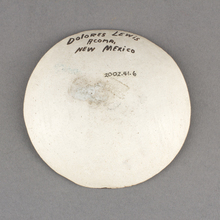 DOLORES LEWIS
ACOMA,
NEW MEXICO
2002.41.6